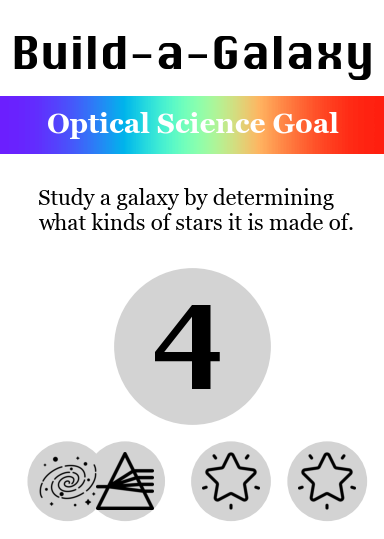 Build-a-Galaxy
Optical Science Goal
Study a galaxy by determining
what kinds of stars it is made of.
4